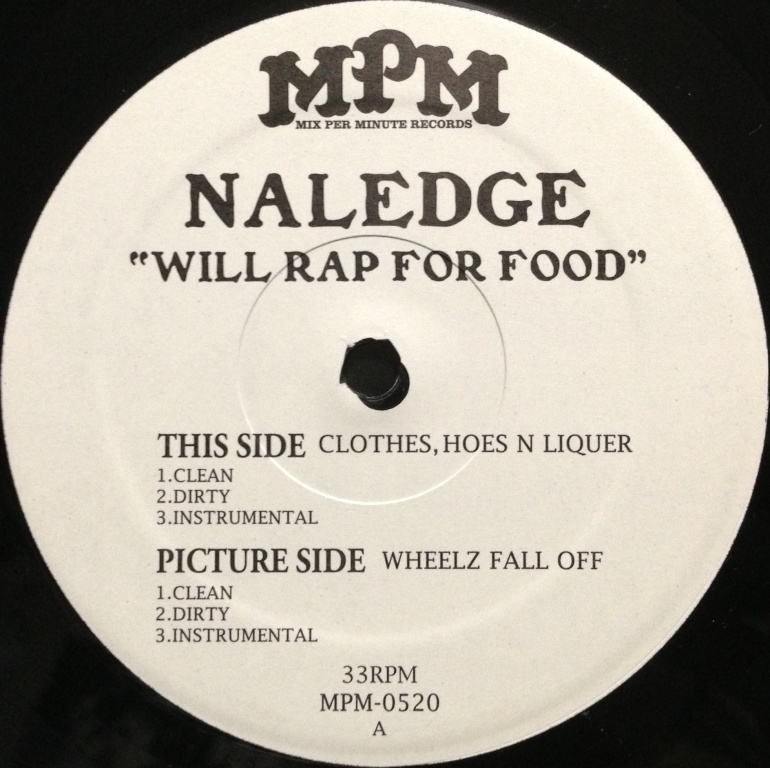 MPM
MIX PER MINUTE RECORDS
NALEDGE
"WILL RAP FOR FOOD"
THIS SIDE CLOTHES, HOES N LIQUER
1.CLEAN
2.DIRTY
3.INSTRUMENTAL
PICTURE SIDE WHEELZ FALL OFF
1.CLEAN
2.DIRTY
3.INSTRUMENTAL
33RPM
MPM-0520
A